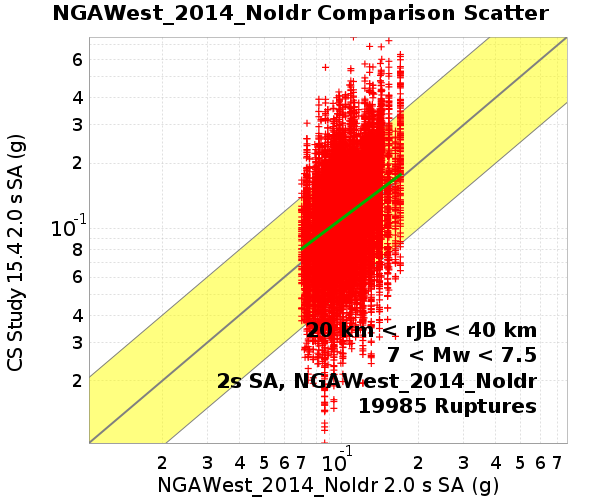 NGAWest_2014_NoIdr Comparison Scatter
6
4
3
2
10-1
8
6
4
3
2
CS Study 15.4 2.0 s SA (g)
20 km < rJB < 40 km
7 < Mw < 7.5
2s SA, NGAWest_2014_NoIdr
19985 Ruptures
2 3 4 5 6 7 10-1 2 3 4 5 6 7
NGAWest_2014_NoIdr 2.0 s SA (g)